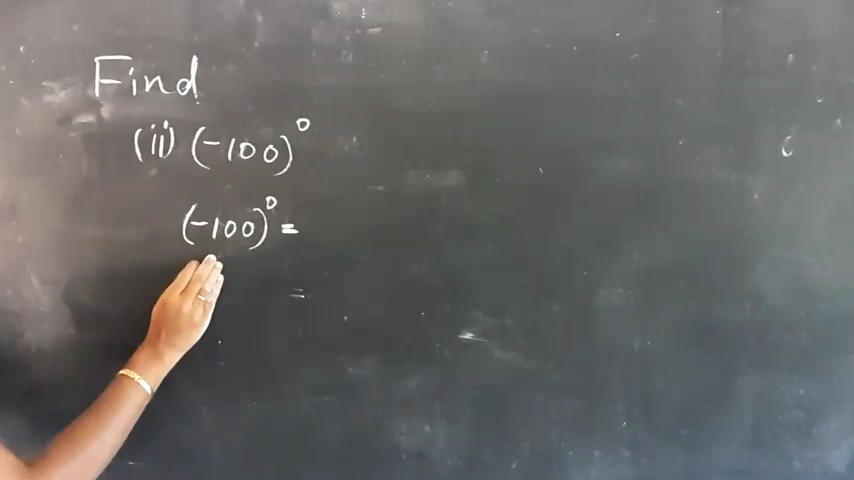 Find
(ii) (-100)⁰
(-100)⁰ =
=